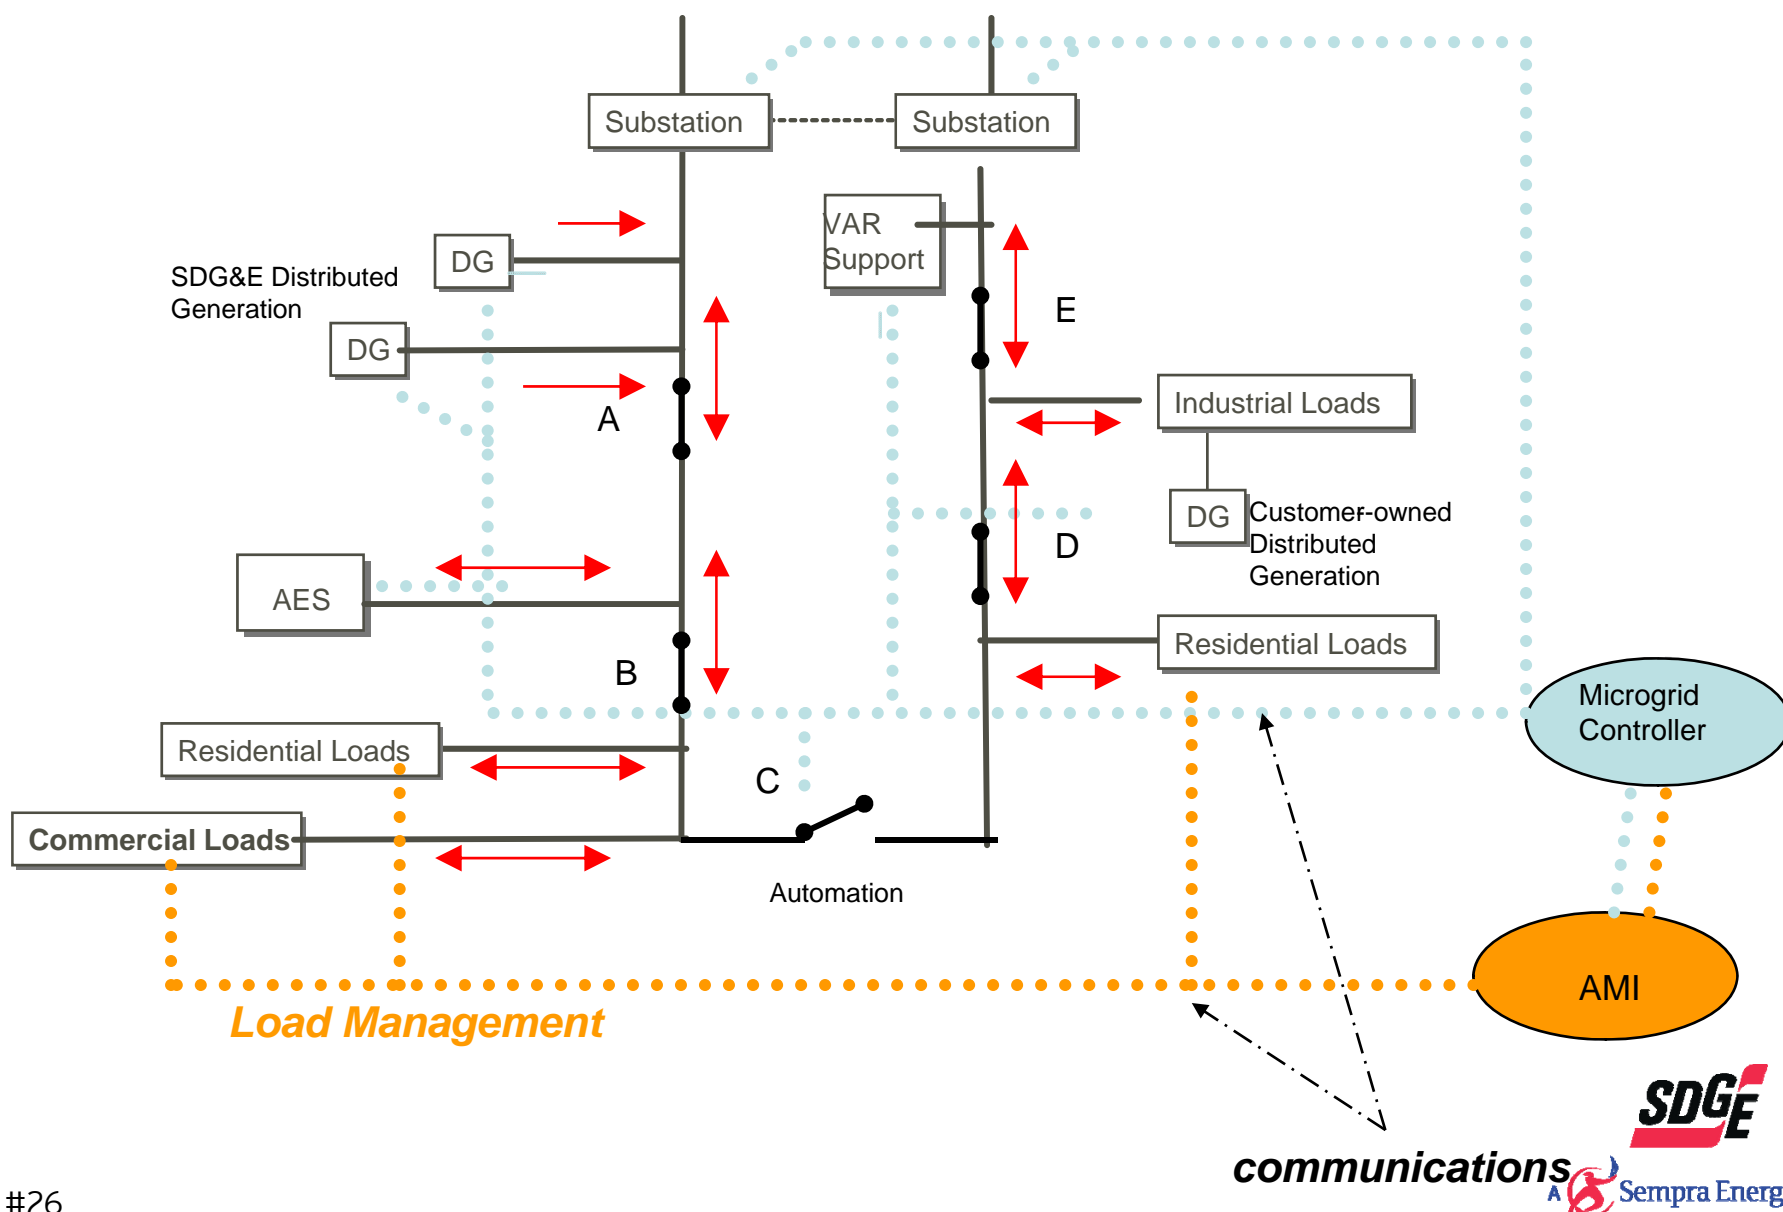 Substation
Substation
VAR
Support
DG
SDG&E Distributed
Generation
DG
E
A
Industrial Loads
DG
Customer-owned
Distributed
Generation
D
AES
Residential Loads
B
Microgrid
Controller
Residential Loads
C
Commercial Loads
Automation
AMI
Load Management
communications
SDGE
A Sempra Energ
#26